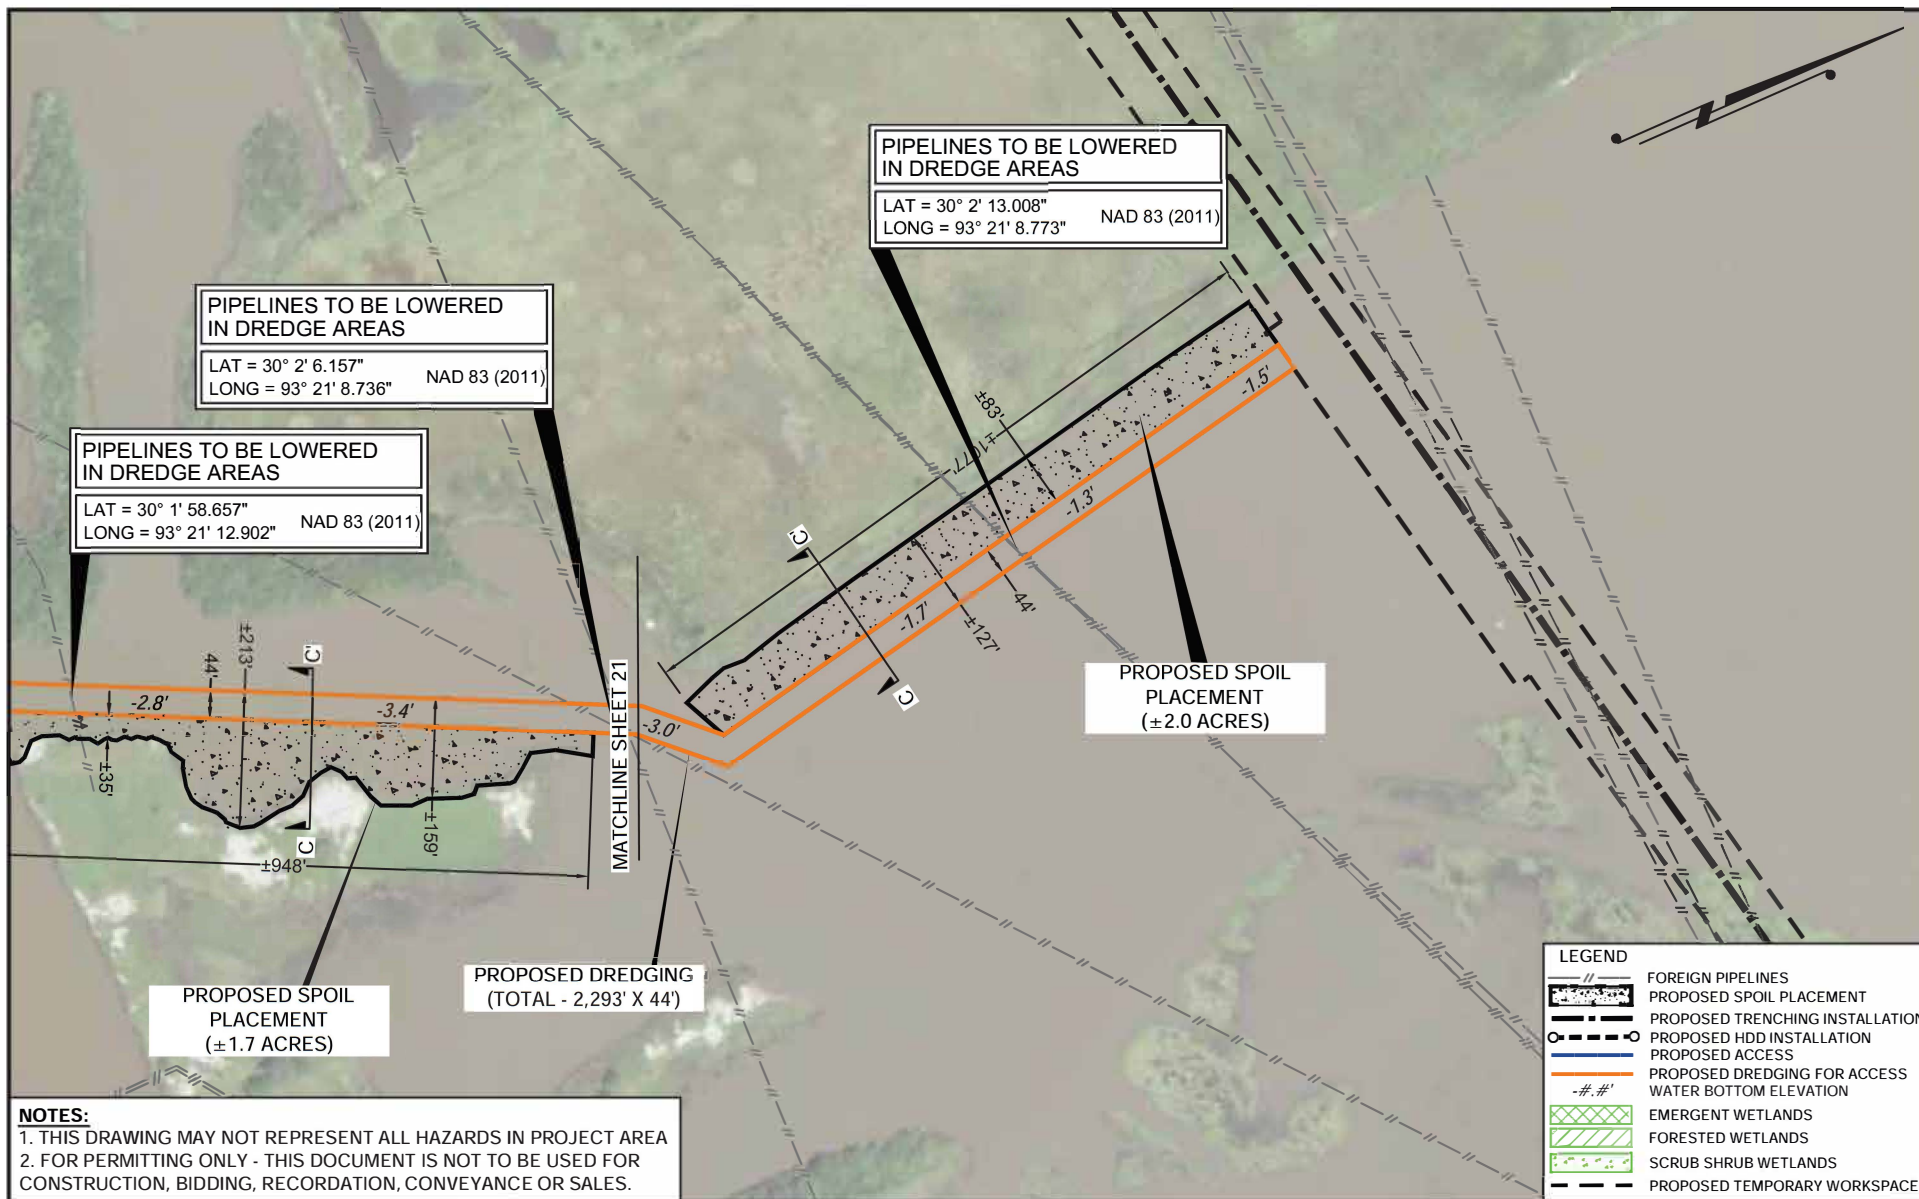 PIPELINES TO BE LOWERED
IN DREDGE AREAS
LAT = 30° 2' 13.008"
LONG = 93° 21' 8.773"
NAD 83 (2011)
PIPELINES TO BE LOWERED
IN DREDGE AREAS
LAT = 30° 2' 6.157"
LONG = 93° 21' 8.736"
NAD 83 (2011)
PIPELINES TO BE LOWERED
IN DREDGE AREAS
LAT = 30° 1' 58.657"
LONG = 93° 21' 12.902"
NAD 83 (2011)
±83'
±1077'
-1.5'
-1.3'
-1.7'
44'
±127'
C'
C
PROPOSED SPOIL
PLACEMENT
(±2.0 ACRES)
±213'
44'
C'
-2.8'
-3.4'
-3.0'
MATCHLINE SHEET 21
±35'
±159'
C
±948'
PROPOSED SPOIL
PLACEMENT
(±1.7 ACRES)
PROPOSED DREDGING
(TOTAL - 2,293' X 44')
LEGEND
FOREIGN PIPELINES
PROPOSED SPOIL PLACEMENT
PROPOSED TRENCHING INSTALLATION
PROPOSED HDD INSTALLATION
PROPOSED ACCESS
PROPOSED DREDGING FOR ACCESS
-#.#' WATER BOTTOM ELEVATION
EMERGENT WETLANDS
FORESTED WETLANDS
SCRUB SHRUB WETLANDS
PROPOSED TEMPORARY WORKSPACE
NOTES:
1. THIS DRAWING MAY NOT REPRESENT ALL HAZARDS IN PROJECT AREA
2. FOR PERMITTING ONLY - THIS DOCUMENT IS NOT TO BE USED FOR
CONSTRUCTION, BIDDING, RECORDATION, CONVEYANCE OR SALES.